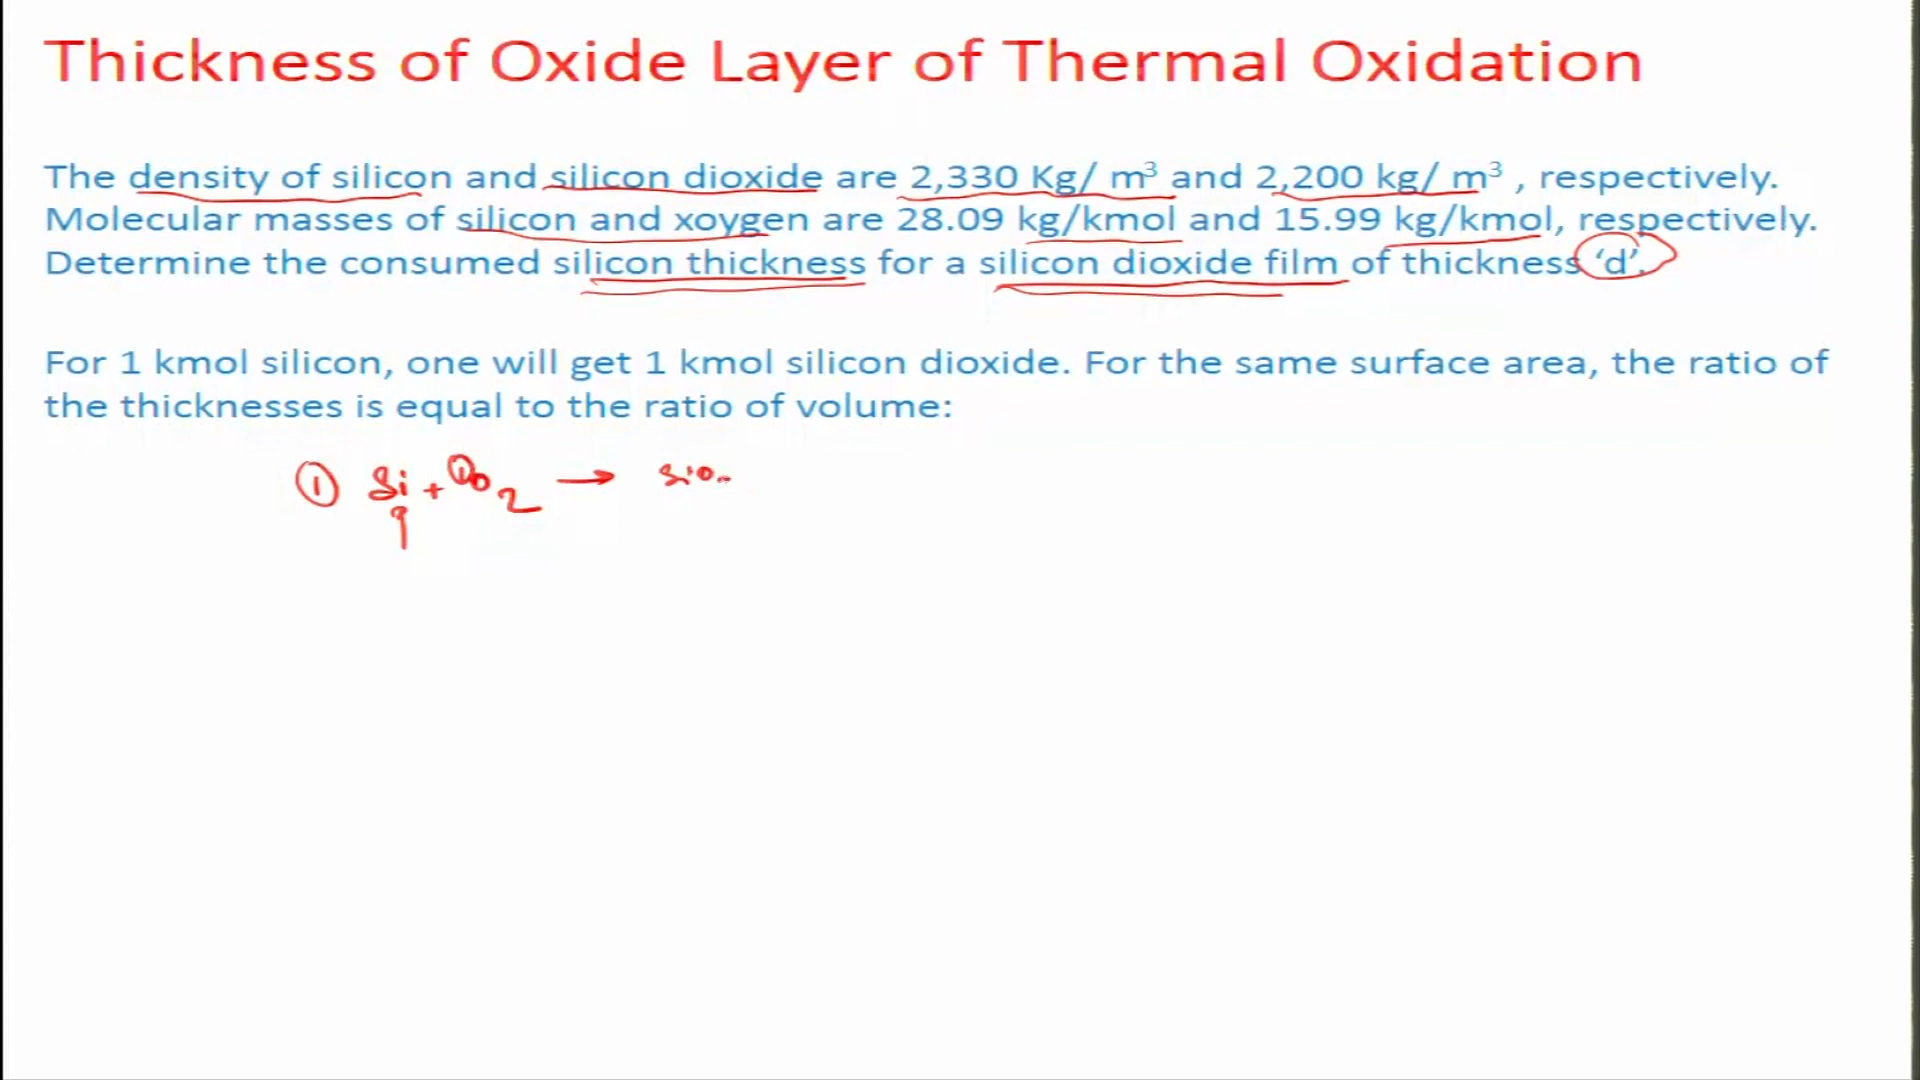 Thickness of Oxide Layer of Thermal Oxidation
The density of silicon and silicon dioxide are 2,330 Kg/ m³ and 2,200 kg/ m³ , respectively.
Molecular masses of silicon and xoygen are 28.09 kg/kmol and 15.99 kg/kmol, respectively.
Determine the consumed silicon thickness for a silicon dioxide film of thickness ‘d’.
For 1 kmol silicon, one will get 1 kmol silicon dioxide. For the same surface area, the ratio of
the thicknesses is equal to the ratio of volume:
① Si + ① O₂ → SiO₂